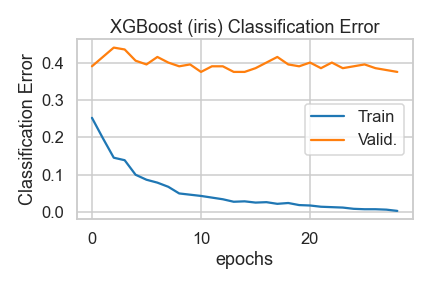 XGBoost (iris) Classification Error
Classification Error
0.4
0.3
0.2
0.1
0.0
Train
Valid.
0
10
20
epochs